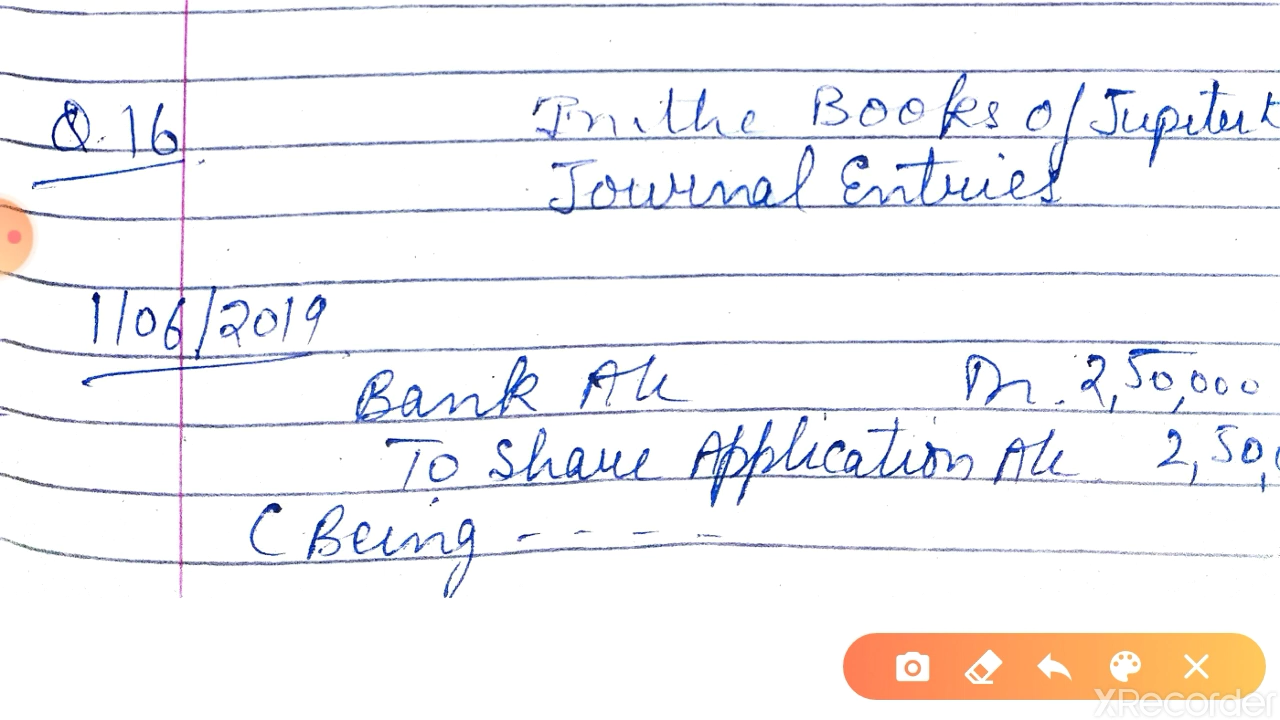 Q. 16
In the Books of Jupiter L
Journal Entries
1/06/2019
Bank A/c Dr. 2,50,000
To Share Application A/c 2,50,
(Being - - - - -
XRecorder